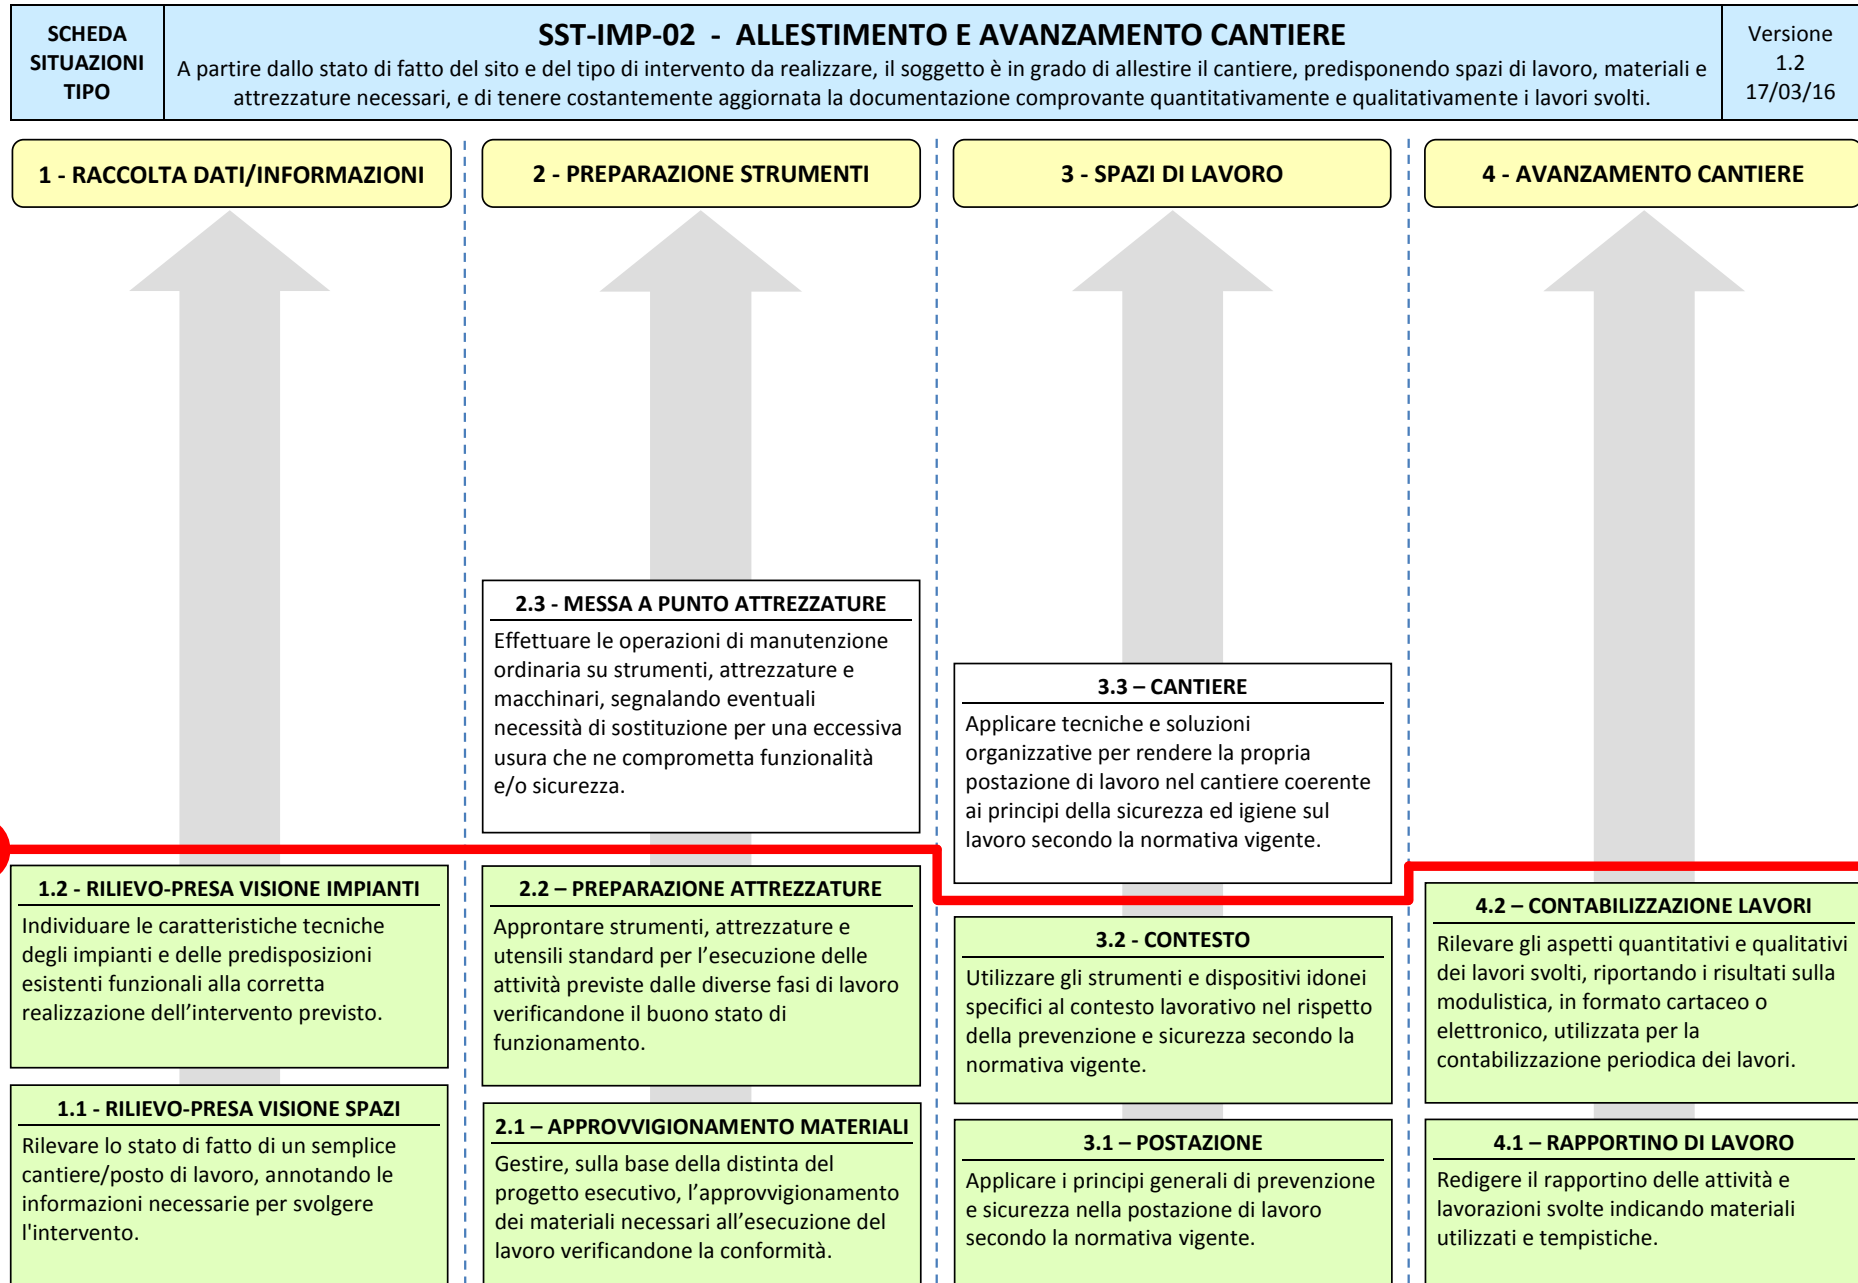 SCHEDA
SITUAZIONI
TIPO
SST-IMP-02 - ALLESTIMENTO E AVANZAMENTO CANTIERE
A partire dallo stato di fatto del sito e del tipo di intervento da realizzare, il soggetto è in grado di allestire il cantiere, predisponendo spazi di lavoro, materiali e
attrezzature necessari, e di tenere costantemente aggiornata la documentazione comprovante quantitativamente e qualitativamente i lavori svolti.
Versione
1.2
17/03/16
1 - RACCOLTA DATI/INFORMAZIONI
2 - PREPARAZIONE STRUMENTI
3 - SPAZI DI LAVORO
4 - AVANZAMENTO CANTIERE
1.2 - RILIEVO-PRESA VISIONE IMPIANTI
Individuare le caratteristiche tecniche
degli impianti e delle predisposizioni
esistenti funzionali alla corretta
realizzazione dell’intervento previsto.
1.1 - RILIEVO-PRESA VISIONE SPAZI
Rilevare lo stato di fatto di un semplice
cantiere/posto di lavoro, annotando le
informazioni necessarie per svolgere
l'intervento.
2.3 - MESSA A PUNTO ATTREZZATURE
Effettuare le operazioni di manutenzione
ordinaria su strumenti, attrezzature e
macchinari, segnalando eventuali
necessità di sostituzione per una eccessiva
usura che ne comprometta funzionalità
e/o sicurezza.
2.2 – PREPARAZIONE ATTREZZATURE
Approntare strumenti, attrezzature e
utensili standard per l’esecuzione delle
attività previste dalle diverse fasi di lavoro
verificandone il buono stato di
funzionamento.
2.1 – APPROVVIGIONAMENTO MATERIALI
Gestire, sulla base della distinta del
progetto esecutivo, l’approvvigionamento
dei materiali necessari all’esecuzione del
lavoro verificandone la conformità.
3.3 – CANTIERE
Applicare tecniche e soluzioni
organizzative per rendere la propria
postazione di lavoro nel cantiere coerente
ai principi della sicurezza ed igiene sul
lavoro secondo la normativa vigente.
3.2 - CONTESTO
Utilizzare gli strumenti e dispositivi idonei
specifici al contesto lavorativo nel rispetto
della prevenzione e sicurezza secondo la
normativa vigente.
3.1 – POSTAZIONE
Applicare i principi generali di prevenzione
e sicurezza nella postazione di lavoro
secondo la normativa vigente.
4.2 – CONTABILIZZAZIONE LAVORI
Rilevare gli aspetti quantitativi e qualitativi
dei lavori svolti, riportando i risultati sulla
modulistica, in formato cartaceo o
elettronico, utilizzata per la
contabilizzazione periodica dei lavori.
4.1 – RAPPORTINO DI LAVORO
Redigere il rapportino delle attività e
lavorazioni svolte indicando materiali
utilizzati e tempistiche.